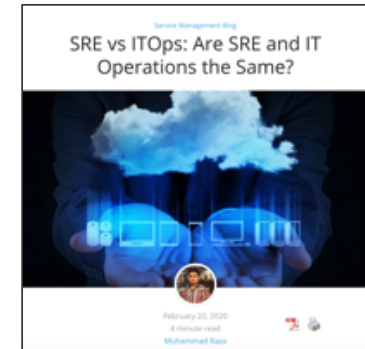 Service Management Blog
SRE vs ITOps: Are SRE and IT
Operations the Same?
February 20, 2020
4 minute read
Muhammad Raza